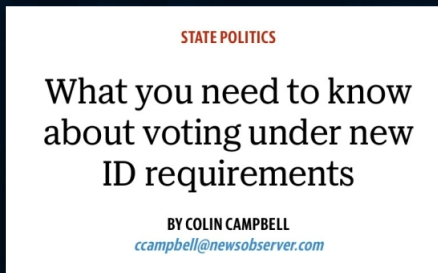 STATE POLITICS
What you need to know
about voting under new
ID requirements
BY COLIN CAMPBELL
ccampbell@newsobserver.com